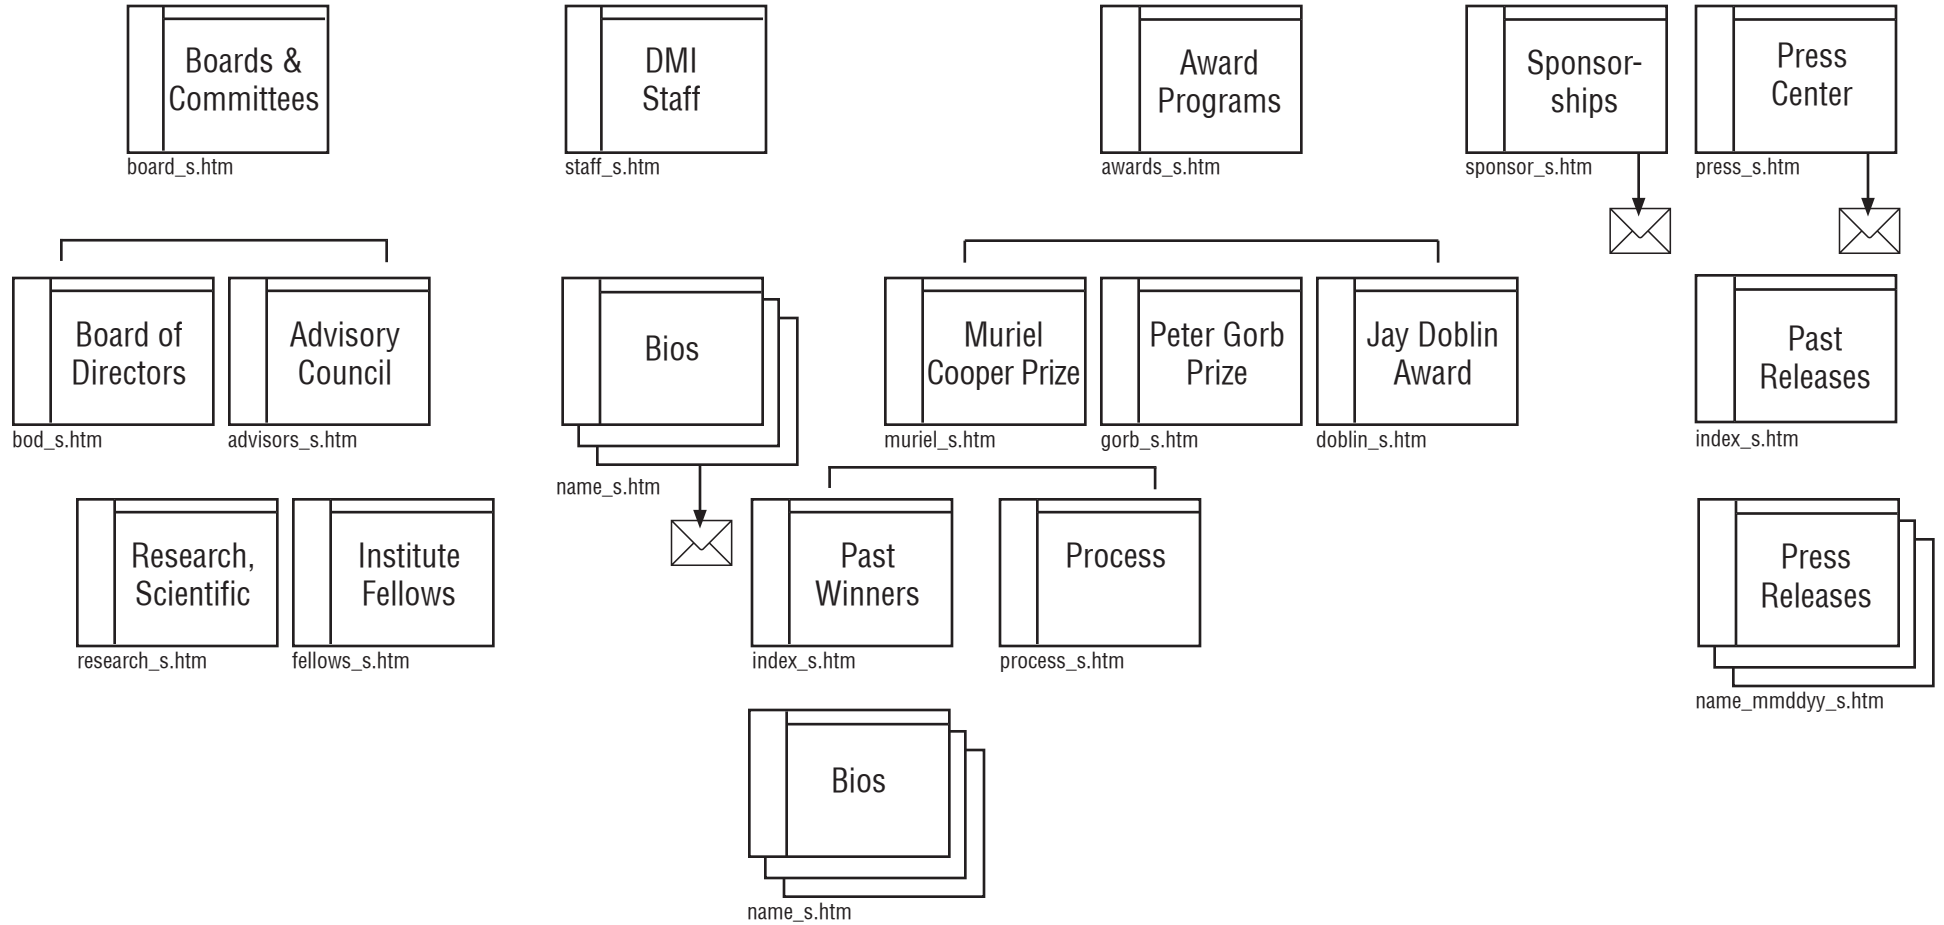 Boards &
Committees
board_s.htm
DMI
Staff
staff_s.htm
Award
Programs
awards_s.htm
Sponsor-
ships
sponsor_s.htm
Press
Center
press_s.htm
Board of
Directors
bod_s.htm
Advisory
Council
advisors_s.htm
Bios
name_s.htm
Muriel
Cooper Prize
muriel_s.htm
Peter Gorb
Prize
gorb_s.htm
Jay Doblin
Award
doblin_s.htm
Past
Releases
index_s.htm
Research,
Scientific
research_s.htm
Institute
Fellows
fellows_s.htm
Past
Winners
index_s.htm
Process
process_s.htm
Press
Releases
name_mmddyy_s.htm
Bios
name_s.htm